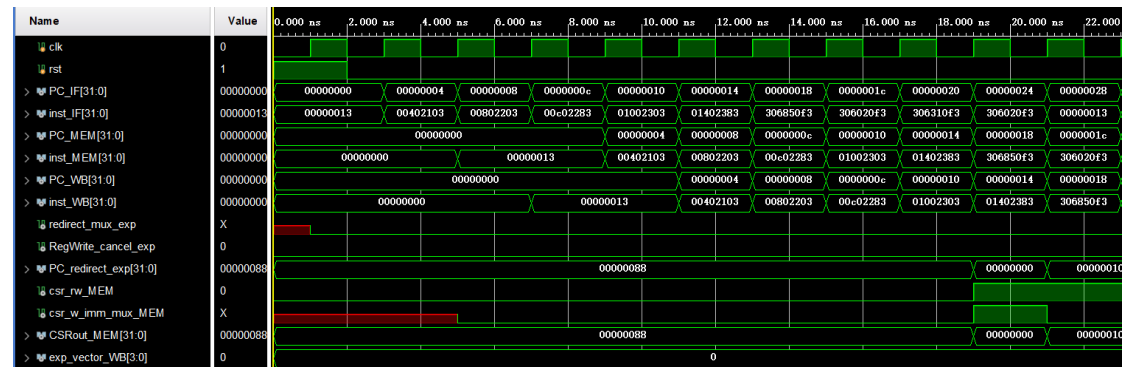 Name Value 0.000 ns 2.000 ns 4.000 ns 6.000 ns 8.000 ns 10.000 ns 12.000 ns 14.000 ns 16.000 ns 18.000 ns 20.000 ns 22.000
clk 0
rst 1
> PC_IF[31:0] 00000000 00000000 00000004 00000008 0000000c 00000010 00000014 00000018 0000001c 00000020 00000024 00000028
> inst_IF[31:0] 00000013 00000013 00402103 00802203 00c02283 01002303 01402383 306850f3 306020f3 306310f3 306020f3 00000013
> PC_MEM[31:0] 00000000 00000000 00000004 00000008 0000000c 00000010 00000014 00000018 0000001c
> inst_MEM[31:0] 00000000 00000000 00000013 00402103 00802203 00c02283 01002303 01402383 306850f3 306020f3
> PC_WB[31:0] 00000000 00000000 00000004 00000008 0000000c 00000010 00000014 00000018
> inst_WB[31:0] 00000000 00000000 00000013 00402103 00802203 00c02283 01002303 01402383 306850f3
redirect_mux_exp X
RegWrite_cancel_exp 0
> PC_redirect_exp[31:0] 00000088 00000088 00000000 0000010
csr_rw_MEM 0
csr_w_imm_mux_MEM X
> CSRout_MEM[31:0] 00000088 00000088 00000000 0000010
> exp_vector_WB[3:0] 0 0